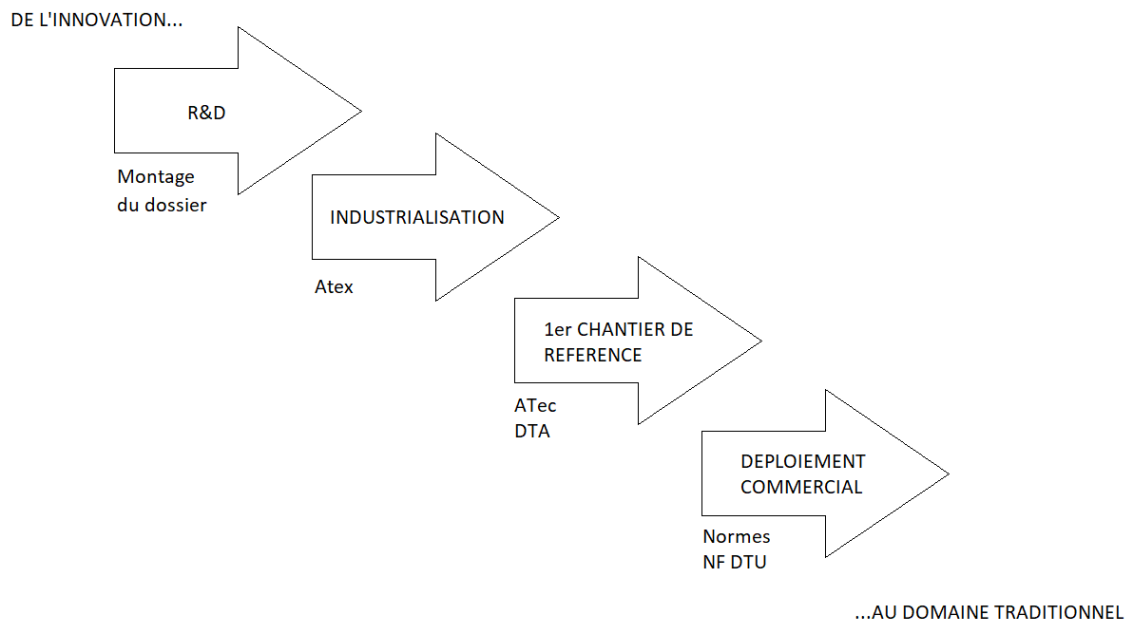 DE L'INNOVATION...
R&D
Montage
du dossier
INDUSTRIALISATION
Atex
1er CHANTIER DE
REFERENCE
ATec
DTA
DEPLOIEMENT
COMMERCIAL
Normes
NF DTU
...AU DOMAINE TRADITIONNEL